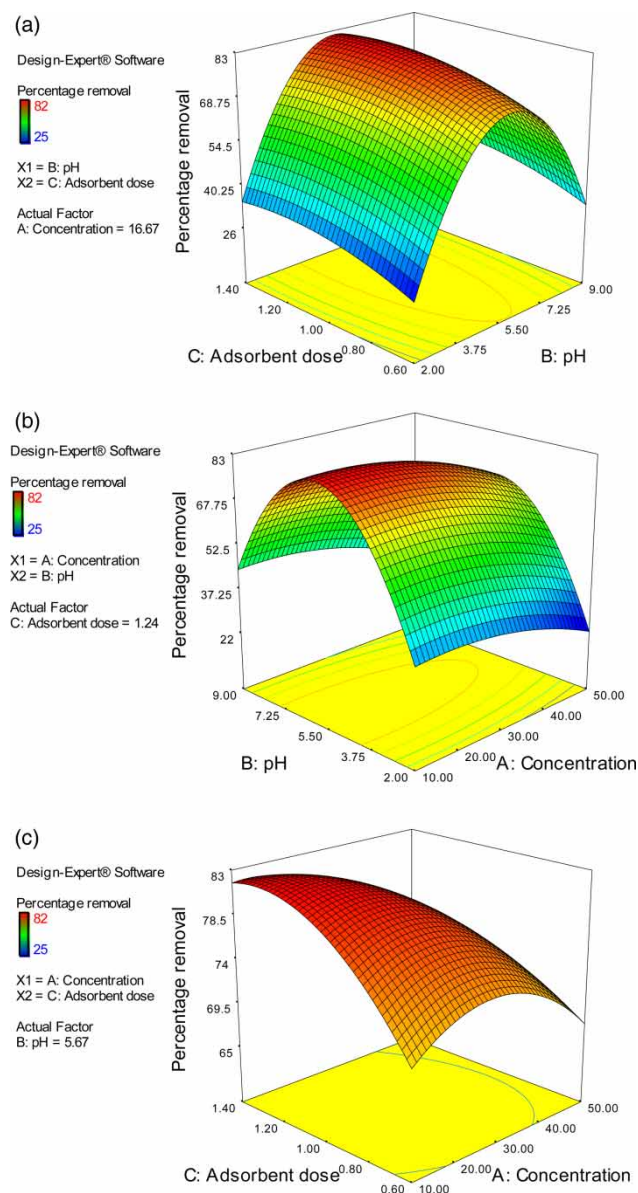 (a)
Design-Expert® Software
Percentage removal
82
25
X1 = B: pH
X2 = C: Adsorbent dose
Actual Factor
A: Concentration = 16.67
Percentage removal
83
68.75
54.5
40.25
26
1.40
1.20
1.00
0.80
0.60
C: Adsorbent dose
2.00
3.75
5.50
7.25
9.00
B: pH
(b)
Design-Expert® Software
Percentage removal
82
25
X1 = A: Concentration
X2 = B: pH
Actual Factor
C: Adsorbent dose = 1.24
Percentage removal
83
67.75
52.5
37.25
22
9.00
7.25
5.50
3.75
2.00
B: pH
10.00
20.00
30.00
40.00
50.00
A: Concentration
(c)
Design-Expert® Software
Percentage removal
82
25
X1 = A: Concentration
X2 = C: Adsorbent dose
Actual Factor
B: pH = 5.67
Percentage removal
83
78.5
74
69.5
65
1.40
1.20
1.00
0.80
0.60
C: Adsorbent dose
10.00
20.00
30.00
40.00
50.00
A: Concentration